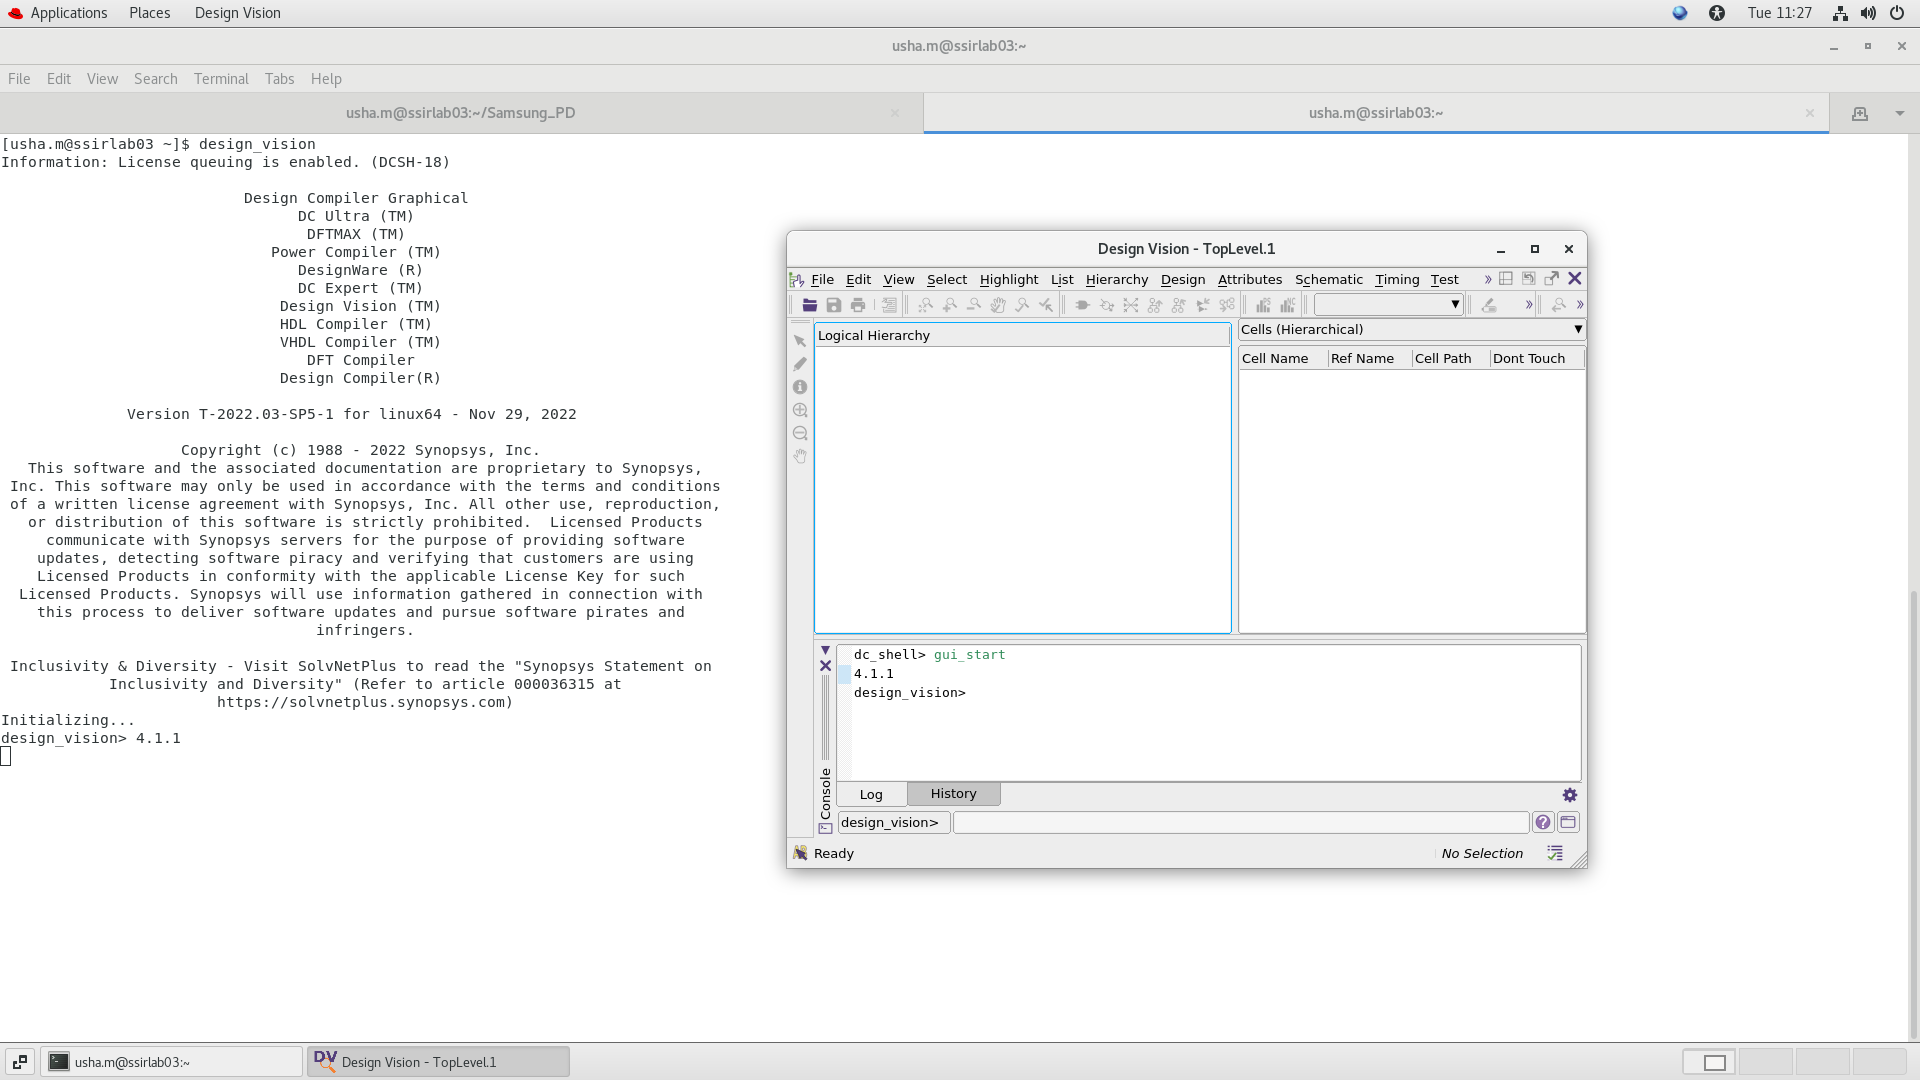 Applications Places Design Vision Tue 11:27
usha.m@ssirlab03:~
File Edit View Search Terminal Tabs Help
usha.m@ssirlab03:~/Samsung_PD usha.m@ssirlab03:~
[usha.m@ssirlab03 ~]$ design_vision
Information: License queuing is enabled. (DCSH-18)
Design Compiler Graphical
DC Ultra (TM)
DFTMAX (TM)
Power Compiler (TM)
DesignWare (R)
DC Expert (TM)
Design Vision (TM)
HDL Compiler (TM)
VHDL Compiler (TM)
DFT Compiler
Design Compiler(R)
Version T-2022.03-SP5-1 for linux64 - Nov 29, 2022
Copyright (c) 1988 - 2022 Synopsys, Inc.
This software and the associated documentation are proprietary to Synopsys,
Inc. This software may only be used in accordance with the terms and conditions
of a written license agreement with Synopsys, Inc. All other use, reproduction,
or distribution of this software is strictly prohibited.  Licensed Products
communicate with Synopsys servers for the purpose of providing software
updates, detecting software piracy and verifying that customers are using
Licensed Products in conformity with the applicable License Key for such
Licensed Products. Synopsys will use information gathered in connection with
this process to deliver software updates and pursue software pirates and
infringers.
Inclusivity & Diversity - Visit SolvNetPlus to read the "Synopsys Statement on
Inclusivity and Diversity" (Refer to article 000036315 at
https://solvnetplus.synopsys.com)
Initializing...
design_vision> 4.1.1
Design Vision - TopLevel.1
File Edit View Select Highlight List Hierarchy Design Attributes Schematic Timing Test
Logical Hierarchy
Cells (Hierarchical)
Cell Name Ref Name Cell Path Dont Touch
dc_shell> gui_start
4.1.1
design_vision>
Console
Log History
design_vision>
Ready No Selection
usha.m@ssirlab03:~ DV Design Vision - TopLevel.1